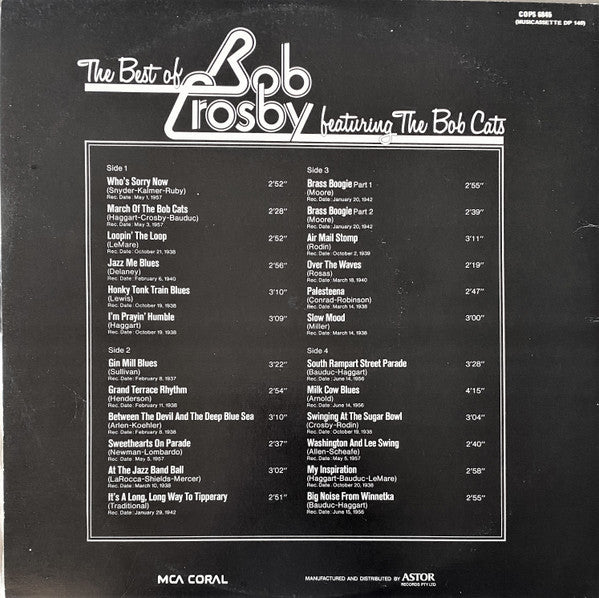 COPS 6845
(MUSICASSETTE DP 146)
The Best of Bob Crosby featuring The Bob Cats
Side 1
Who's Sorry Now 2'52"
(Snyder-Kalmer-Ruby)
Rec. Date: May 1, 1957
March Of The Bob Cats 2'28"
(Haggart-Crosby-Bauduc)
Rec. Date: May 3, 1957
Loopin' The Loop 2'52"
(LeMare)
Rec. Date: October 21, 1938
Jazz Me Blues 2'56"
(Delaney)
Rec. Date: February 6, 1940
Honky Tonk Train Blues 3'10"
(Lewis)
Rec. Date: October 19, 1938
I'm Prayin' Humble 3'09"
(Haggart)
Rec. Date: October 19, 1938
Side 2
Gin Mill Blues 3'22"
(Sullivan)
Rec. Date: February 8, 1937
Grand Terrace Rhythm 2'54"
(Henderson)
Rec. Date: February 11, 1938
Between The Devil And The Deep Blue Sea 3'10"
(Arlen-Koehler)
Rec. Date: February 8, 1936
Sweethearts On Parade 2'37"
(Newman-Lombardo)
Rec. Date: May 5, 1957
At The Jazz Band Ball 3'02"
(LaRocca-Shields-Mercer)
Rec. Date: March 10, 1938
It's A Long, Long Way To Tipperary 2'51"
(Traditional)
Rec. Date: January 29, 1942
Side 3
Brass Boogie Part 1 2'55"
(Moore)
Rec. Date: January 20, 1942
Brass Boogie Part 2 2'39"
(Moore)
Rec. Date: January 20, 1942
Air Mail Stomp 3'11"
(Rodin)
Rec. Date: October 2, 1939
Over The Waves 2'19"
(Rosas)
Rec. Date: March 18, 1940
Palesteena 2'47"
(Conrad-Robinson)
Rec. Date: March 14, 1938
Slow Mood 3'00"
(Miller)
Rec. Date: March 14, 1938
Side 4
South Rampart Street Parade 3'28"
(Bauduc-Haggart)
Rec. Date: June 14, 1956
Milk Cow Blues 4'15"
(Arnold)
Rec. Date: June 14, 1956
Swinging At The Sugar Bowl 3'04"
(Crosby-Rodin)
Rec. Date: October 19, 1938
Washington And Lee Swing 2'40"
(Allen-Scheafe)
Rec. Date: May 5, 1957
My Inspiration 2'58"
(Haggart-Bauduc-LeMare)
Rec. Date: October 20, 1938
Big Noise From Winnetka 2'55"
(Bauduc-Haggart)
Rec. Date: June 15, 1956
MCA CORAL
MANUFACTURED AND DISTRIBUTED BY ASTOR
RECORDS PTY LTD